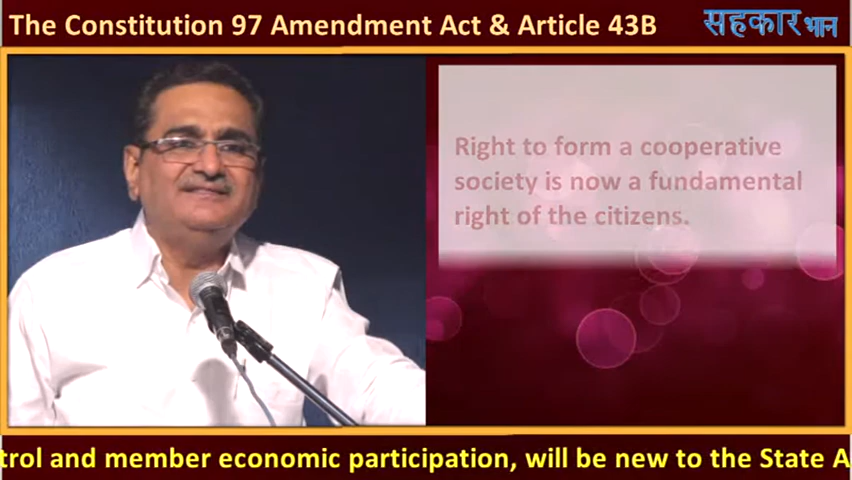 The Constitution 97 Amendment Act & Article 43B
सहकार भान
Right to form a cooperative
society is now a fundamental
right of the citizens.
trol and member economic participation, will be new to the State A